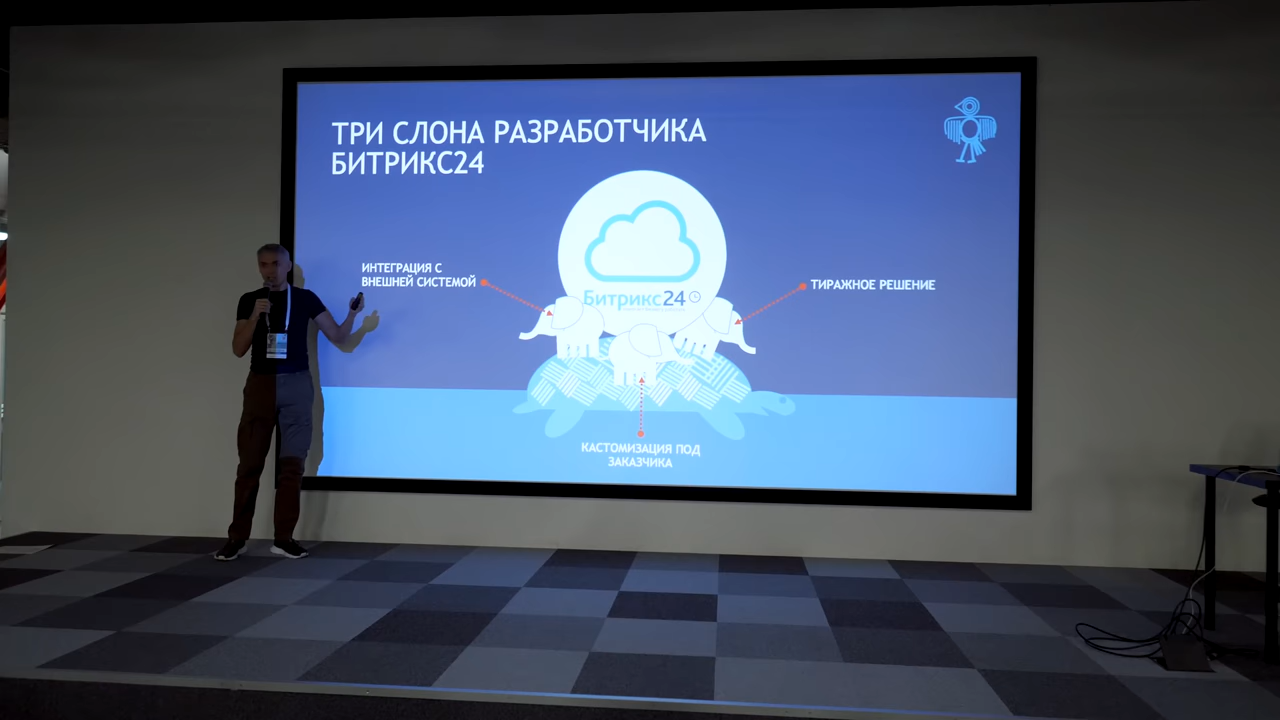 ТРИ СЛОНА РАЗРАБОТЧИКА
БИТРИКС24
ИНТЕГРАЦИЯ С
ВНЕШНЕЙ СИСТЕМОЙ
ТИРАЖНОЕ РЕШЕНИЕ
Битрикс24
КАСТОМИЗАЦИЯ ПОД
ЗАКАЗЧИКА